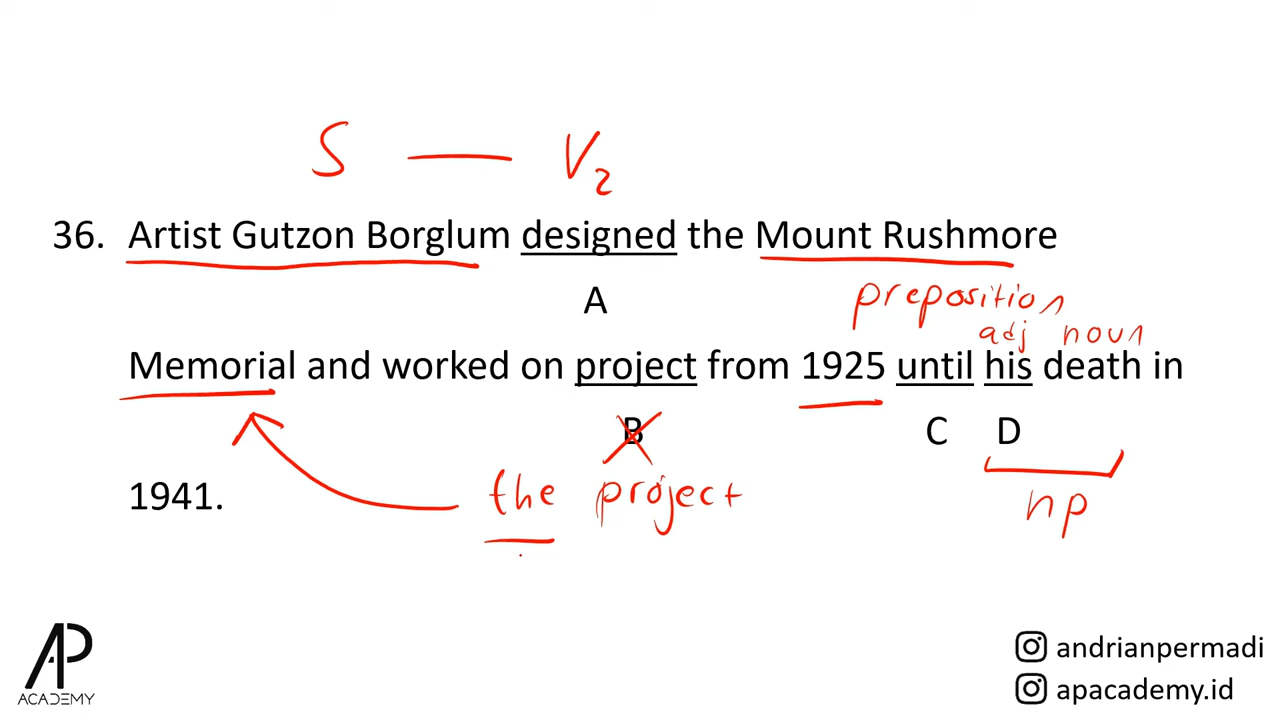 S — V2
36. Artist Gutzon Borglum designed the Mount Rushmore
A
preposition
adj noun
Memorial and worked on project from 1925 until his death in
B C D
the project
np
1941.
AP
ACADEMY
andrianpermadi
apacademy.id